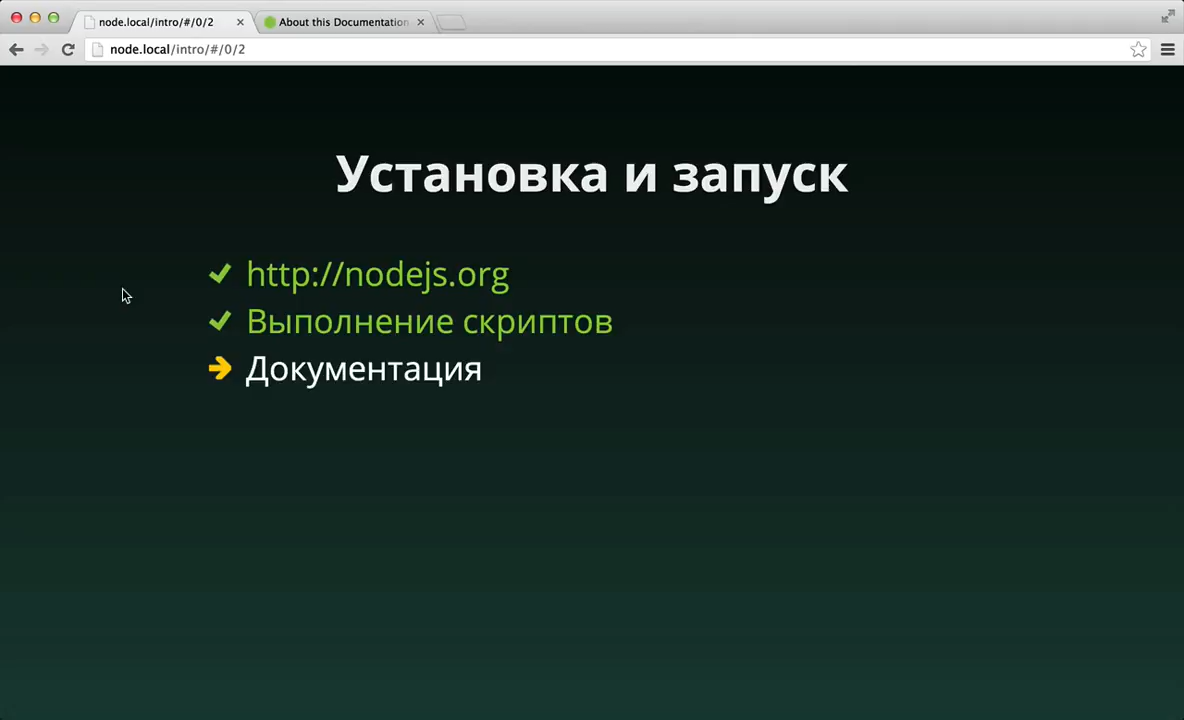 node.local/intro/#/0/2
About this Documentation
node.local/intro/#/0/2
Установка и запуск
http://nodejs.org
Выполнение скриптов
Документация